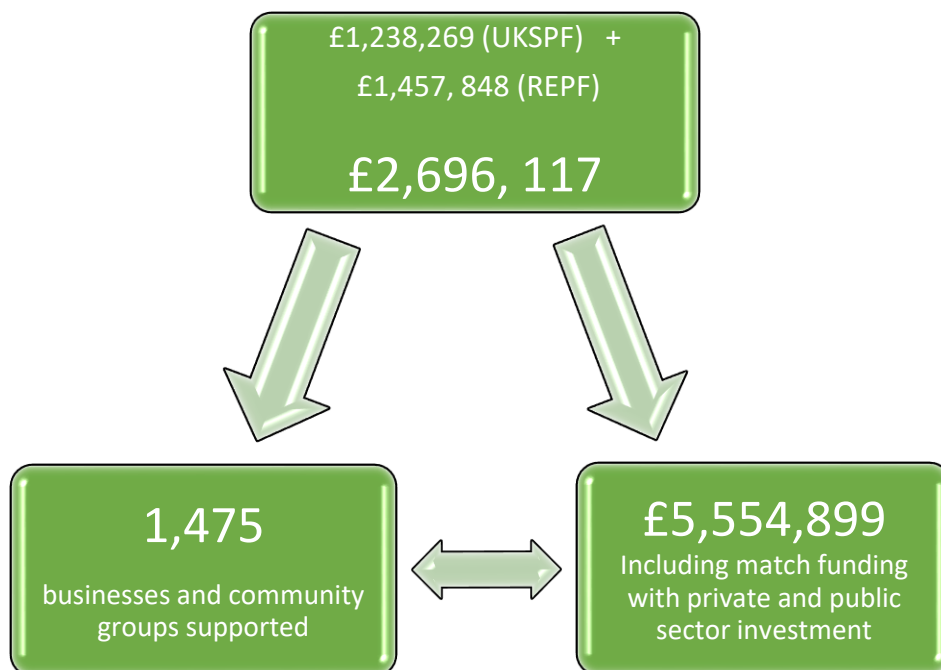 £1,238,269 (UKSPF) +
£1,457, 848 (REPF)
£2,696, 117
1,475
businesses and community
groups supported
£5,554,899
Including match funding
with private and public
sector investment